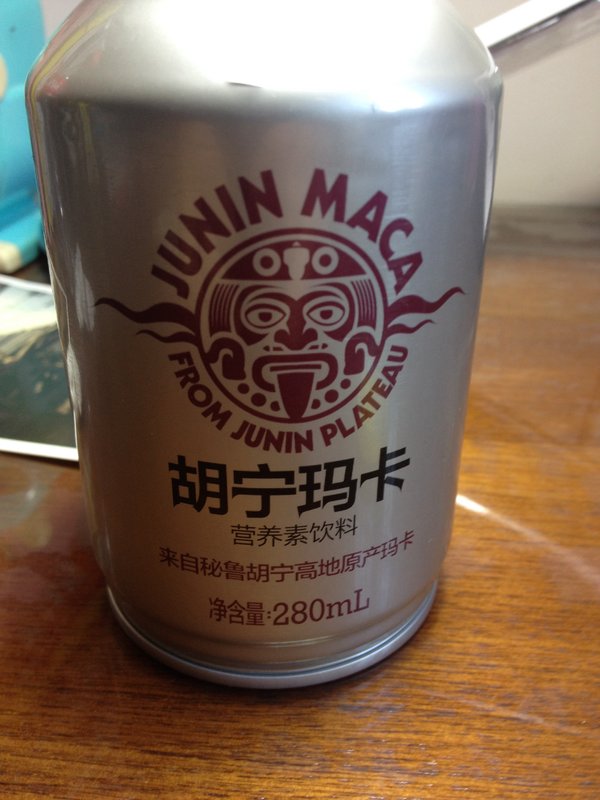 JUNIN MACA
FROM JUNIN PLATEAU
胡宁玛卡
营养素饮料
来自秘鲁胡宁高地原产玛卡
净含量:280mL